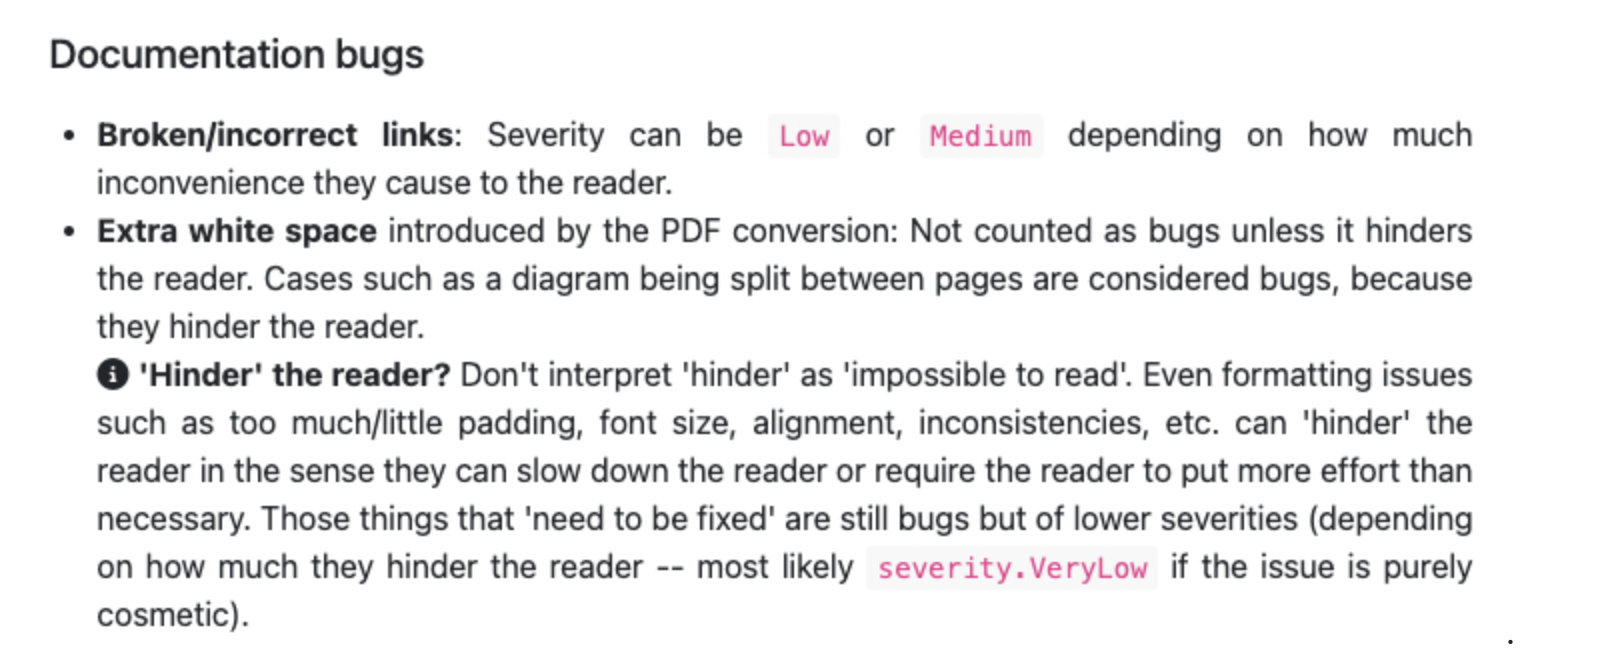 Documentation bugs
• Broken/incorrect links: Severity can be Low or Medium depending on how much
inconvenience they cause to the reader.
• Extra white space introduced by the PDF conversion: Not counted as bugs unless it hinders
the reader. Cases such as a diagram being split between pages are considered bugs, because
they hinder the reader.
'Hinder' the reader? Don't interpret 'hinder' as 'impossible to read'. Even formatting issues
such as too much/little padding, font size, alignment, inconsistencies, etc. can 'hinder' the
reader in the sense they can slow down the reader or require the reader to put more effort than
necessary. Those things that 'need to be fixed' are still bugs but of lower severities (depending
on how much they hinder the reader -- most likely severity.VeryLow if the issue is purely
cosmetic).
.